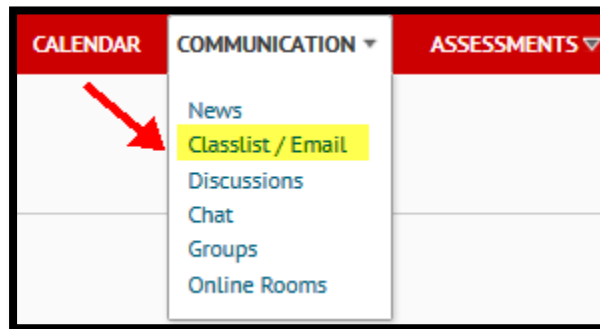 CALENDAR COMMUNICATION ASSESSMENTS
News
Classlist / Email
Discussions
Chat
Groups
Online Rooms